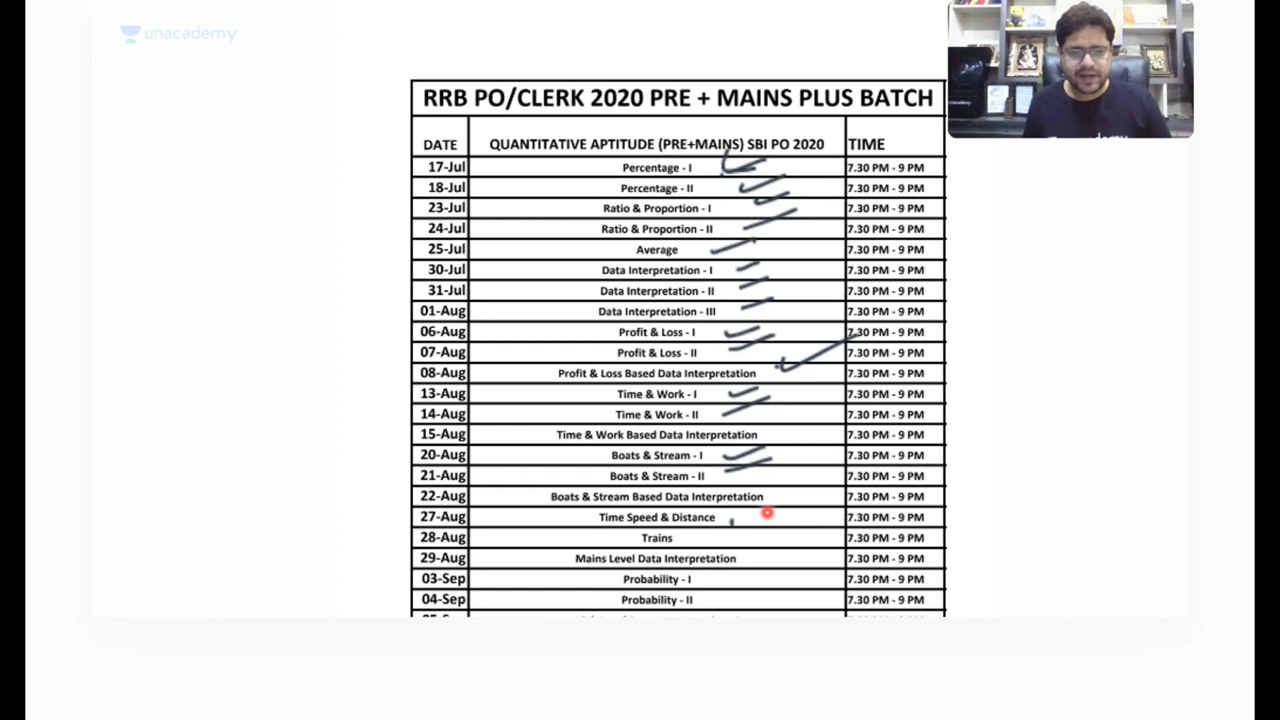 unacademy
RRB PO/CLERK 2020 PRE + MAINS PLUS BATCH
DATE QUANTITATIVE APTITUDE (PRE+MAINS) SBI PO 2020 TIME
17-Jul Percentage - I 7.30 PM - 9 PM
18-Jul Percentage - II 7.30 PM - 9 PM
23-Jul Ratio & Proportion - I 7.30 PM - 9 PM
24-Jul Ratio & Proportion - II 7.30 PM - 9 PM
25-Jul Average 7.30 PM - 9 PM
30-Jul Data Interpretation - I 7.30 PM - 9 PM
31-Jul Data Interpretation - II 7.30 PM - 9 PM
01-Aug Data Interpretation - III 7.30 PM - 9 PM
06-Aug Profit & Loss - I 7.30 PM - 9 PM
07-Aug Profit & Loss - II 7.30 PM - 9 PM
08-Aug Profit & Loss Based Data Interpretation 7.30 PM - 9 PM
13-Aug Time & Work - I 7.30 PM - 9 PM
14-Aug Time & Work - II 7.30 PM - 9 PM
15-Aug Time & Work Based Data Interpretation 7.30 PM - 9 PM
20-Aug Boats & Stream - I 7.30 PM - 9 PM
21-Aug Boats & Stream - II 7.30 PM - 9 PM
22-Aug Boats & Stream Based Data Interpretation 7.30 PM - 9 PM
27-Aug Time Speed & Distance 7.30 PM - 9 PM
28-Aug Trains 7.30 PM - 9 PM
29-Aug Mains Level Data Interpretation 7.30 PM - 9 PM
03-Sep Probability - I 7.30 PM - 9 PM
04-Sep Probability - II 7.30 PM - 9 PM